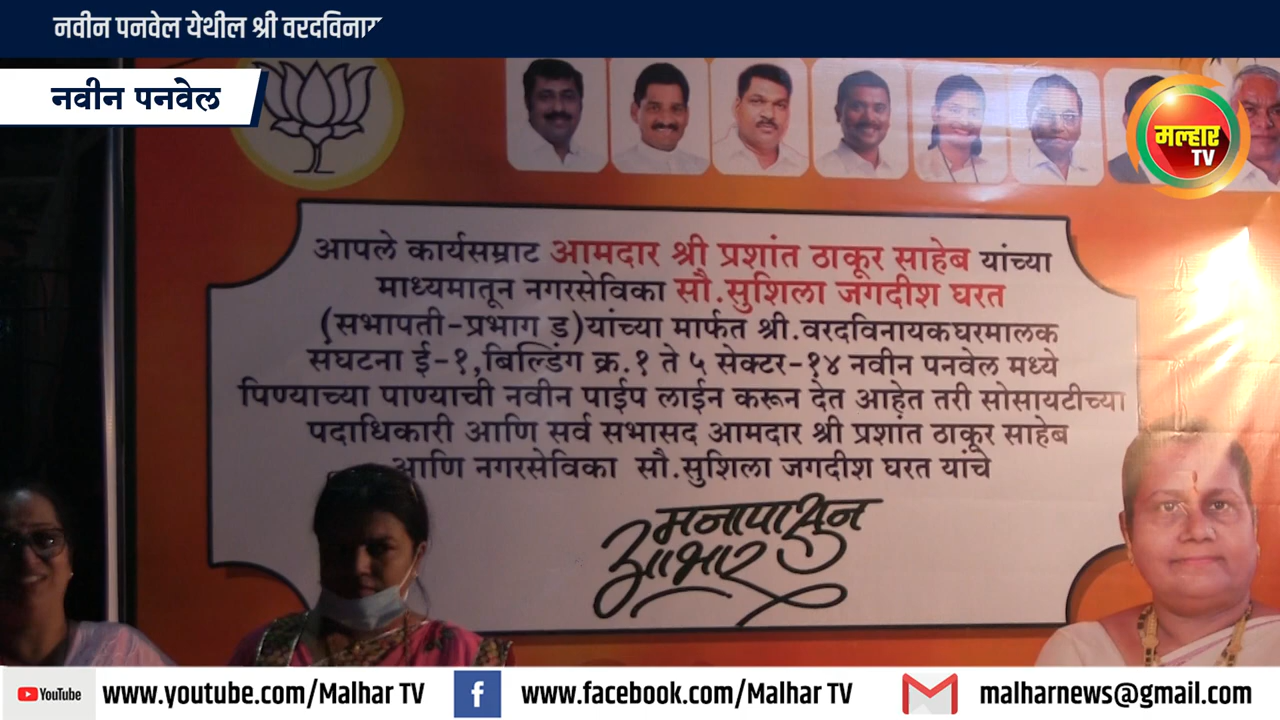 नवीन पनवेल येथील श्री
नवीन पनवेल
मल्हार
TV
आपले कार्यसम्राट आमदार श्री प्रशांत ठाकूर साहेब यांच्या
माध्यमातून नगरसेविका सौ.सुशिला जगदीश घरत
(सभापती-प्रभाग ड)यांच्या मार्फत श्री.वरदविनायकघरमालक
संघटना ई-१,बिल्डिंग क्र.१ ते ५ सेक्टर-१४ नवीन पनवेल मध्ये
पिण्याच्या पाण्याची नवीन पाईप लाईन करून देत आहेत तरी सोसायटीच्या
पदाधिकारी आणि सर्व सभासद आमदार श्री प्रशांत ठाकूर साहेब
आणि नगरसेविका सौ.सुशिला जगदीश घरत यांचे
मनापासुन
आभार
YouTube www.youtube.com/Malhar TV
f www.facebook.com/Malhar TV
malharnews@gmail.com